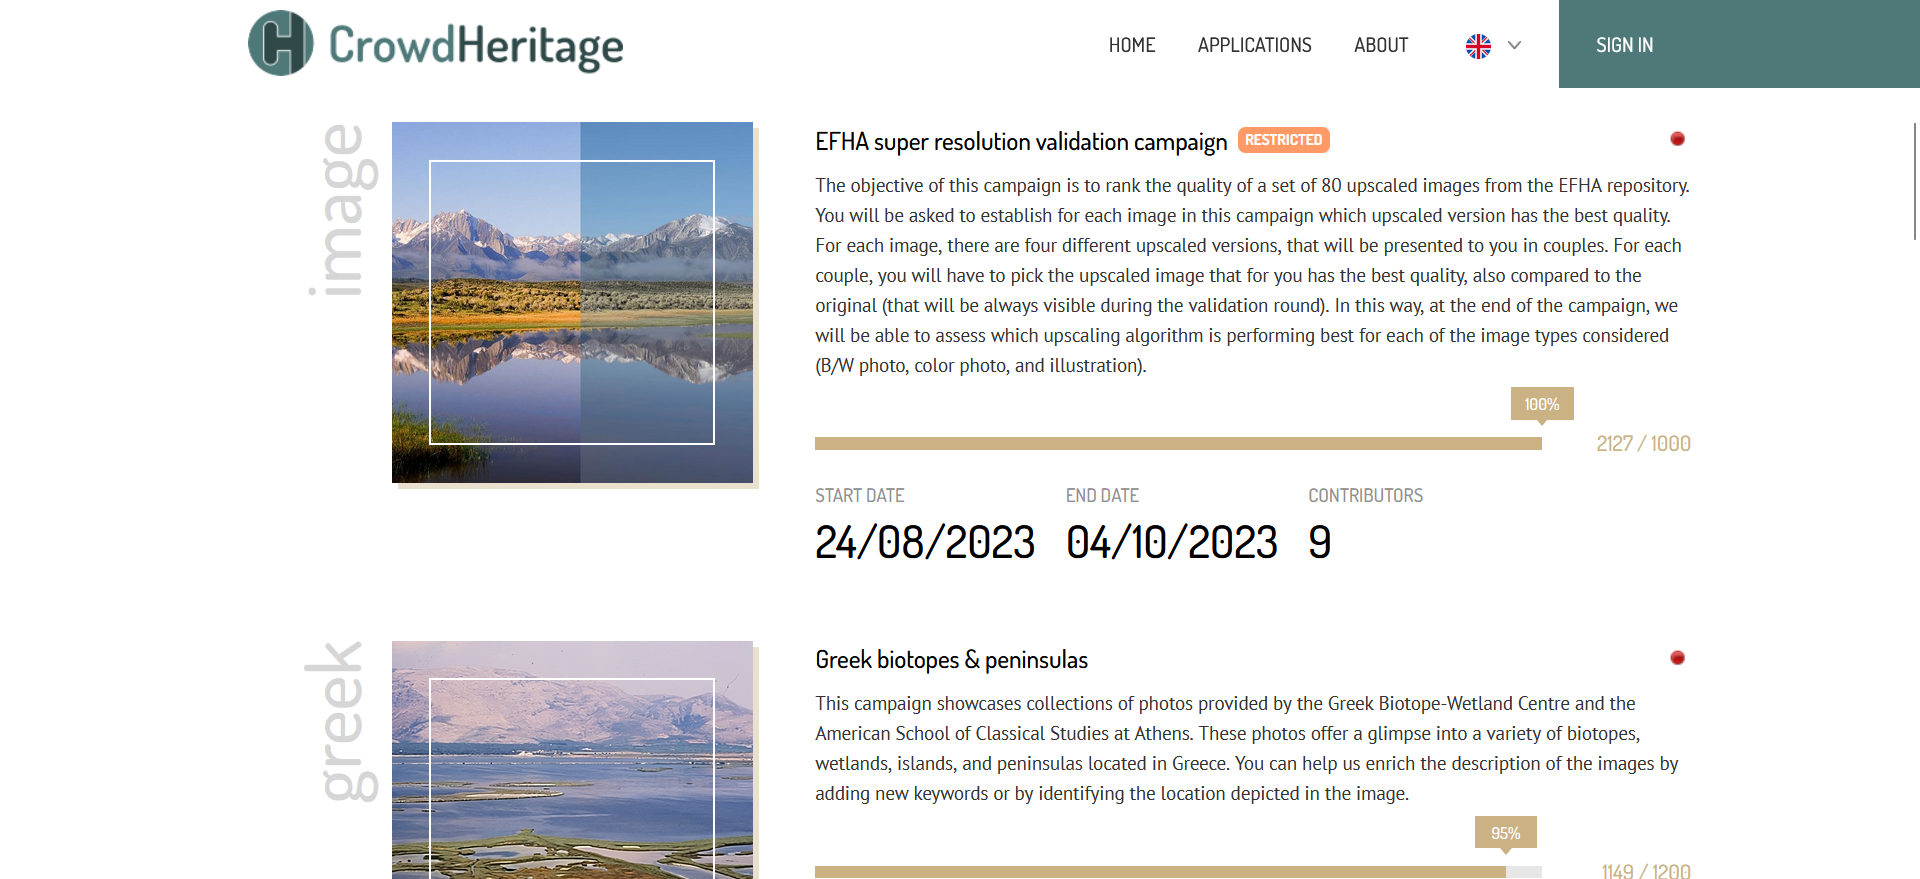 CrowdHeritage
HOME
APPLICATIONS
ABOUT
SIGN IN
image
EFHA super resolution validation campaign
RESTRICTED
The objective of this campaign is to rank the quality of a set of 80 upscaled images from the EFHA repository.
You will be asked to establish for each image in this campaign which upscaled version has the best quality.
For each image, there are four different upscaled versions, that will be presented to you in couples. For each
couple, you will have to pick the upscaled image that for you has the best quality, also compared to the
original (that will be always visible during the validation round). In this way, at the end of the campaign, we
will be able to assess which upscaling algorithm is performing best for each of the image types considered
(B/W photo, color photo, and illustration).
100%
2127 / 1000
START DATE
24/08/2023
END DATE
04/10/2023
CONTRIBUTORS
9
greek
Greek biotopes & peninsulas
This campaign showcases collections of photos provided by the Greek Biotope-Wetland Centre and the
American School of Classical Studies at Athens. These photos offer a glimpse into a variety of biotopes,
wetlands, islands, and peninsulas located in Greece. You can help us enrich the description of the images by
adding new keywords or by identifying the location depicted in the image.
95%
1149 / 1200